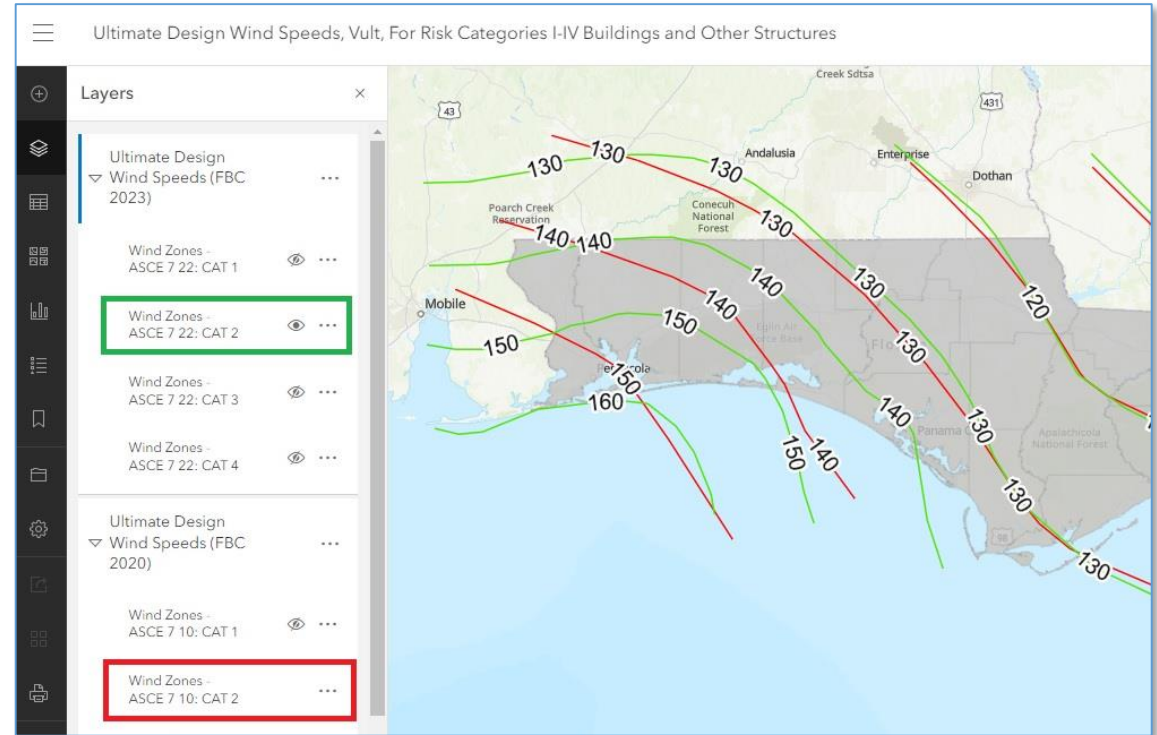 Ultimate Design Wind Speeds, Vult, For Risk Categories I-IV Buildings and Other Structures
Layers
Ultimate Design
Wind Speeds (FBC
2023)
Wind Zones -
ASCE 7 22: CAT 1
Wind Zones -
ASCE 7 22: CAT 2
Wind Zones -
ASCE 7 22: CAT 3
Wind Zones -
ASCE 7 22: CAT 4
Ultimate Design
Wind Speeds (FBC
2020)
Wind Zones -
ASCE 7 10: CAT 1
Wind Zones -
ASCE 7 10: CAT 2
Creek Sdtsa
43
431
130
130
130
Andalusia
Enterprise
Dothan
Poarch Creek
Reservation
Conecuh
National
Forest
130
140
140
140
130
120
Mobile
140
150
Eglin Air
Force Base
130
150
150
160
140
Panama
130
Apalachicola
National Forest
150
140
130
98
130